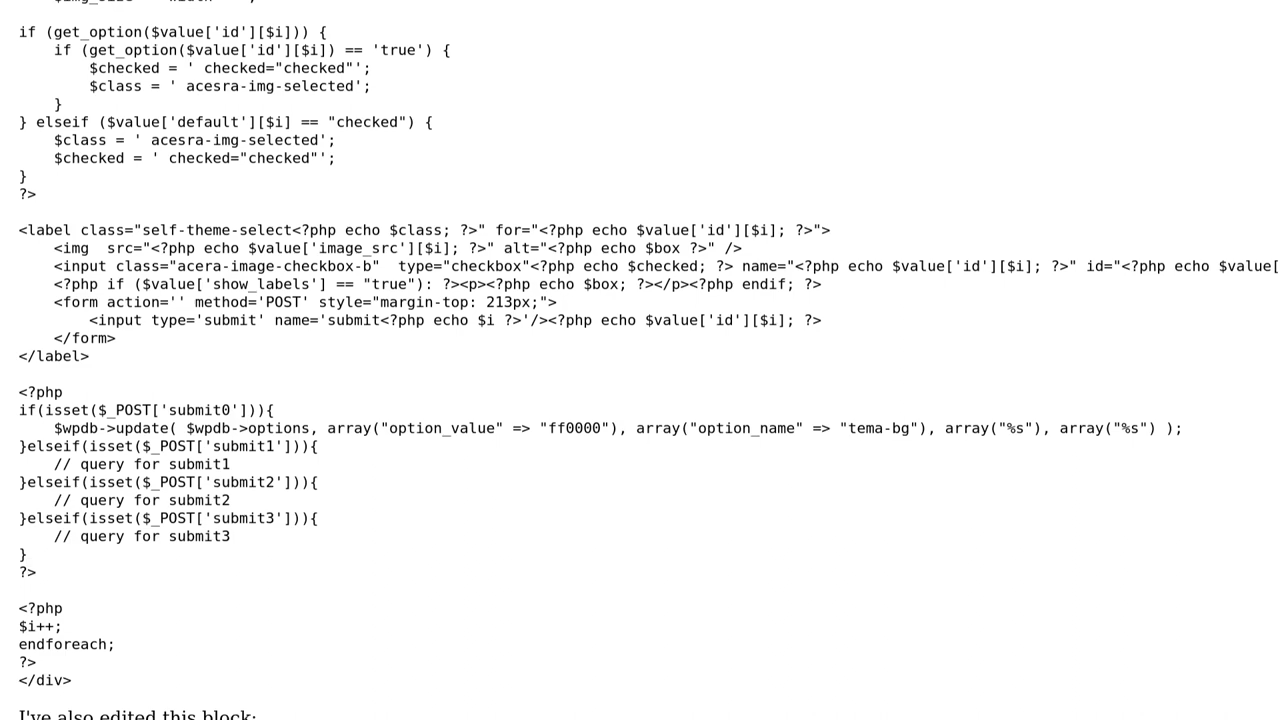 if (get_option($value['id'][$i])) {
    if (get_option($value['id'][$i]) == 'true') {
        $checked = ' checked="checked"';
        $class = ' acesra-img-selected';
    }
} elseif ($value['default'][$i] == "checked") {
    $class = ' acesra-img-selected';
    $checked = ' checked="checked"';
}
?>
<label class="self-theme-select<?php echo $class; ?>" for="<?php echo $value['id'][$i]; ?>">
    <img  src="<?php echo $value['image_src'][$i]; ?>" alt="<?php echo $box ?>" />
    <input class="acera-image-checkbox-b"  type="checkbox"<?php echo $checked; ?> name="<?php echo $value['id'][$i]; ?>" id="<?php echo $value[
    <?php if ($value['show_labels'] == "true"): ?><p><?php echo $box; ?></p><?php endif; ?>
    <form action='' method='POST' style="margin-top: 213px;">
        <input type='submit' name='submit<?php echo $i ?>'/><?php echo $value['id'][$i]; ?>
    </form>
</label>
<?php
if(isset($_POST['submit0'])){
    $wpdb->update( $wpdb->options, array("option_value" => "ff0000"), array("option_name" => "tema-bg"), array("%s"), array("%s") );
}elseif(isset($_POST['submit1'])){
    // query for submit1
}elseif(isset($_POST['submit2'])){
    // query for submit2
}elseif(isset($_POST['submit3'])){
    // query for submit3
}
?>
<?php
$i++;
endforeach;
?>
</div>
I've also edited this block: